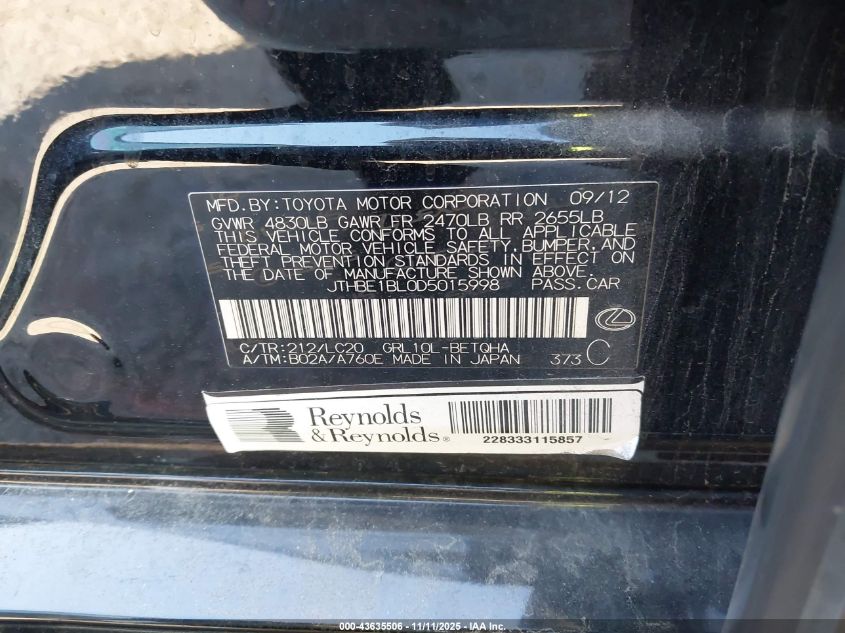 MFD.BY:TOYOTA MOTOR CORPORATION 09/12
GVWR 4830LB GAWR FR 2470LB RR 2655LB
THIS VEHICLE CONFORMS TO ALL APPLICABLE
FEDERAL MOTOR VEHICLE SAFETY,BUMPER,AND
THEFT PREVENTION STANDARDS IN EFFECT ON
THE DATE OF MANUFACTURE SHOWN ABOVE.
JTHBE1BL0D5015998 PASS.CAR
C/TR:212/LC20 GRL10L-BETQHA
A/TM:B02A/A760E MADE IN JAPAN 373 C
Reynolds
& Reynolds®
228333115857
000-43635506 - 11/11/2025 - IAA Inc.